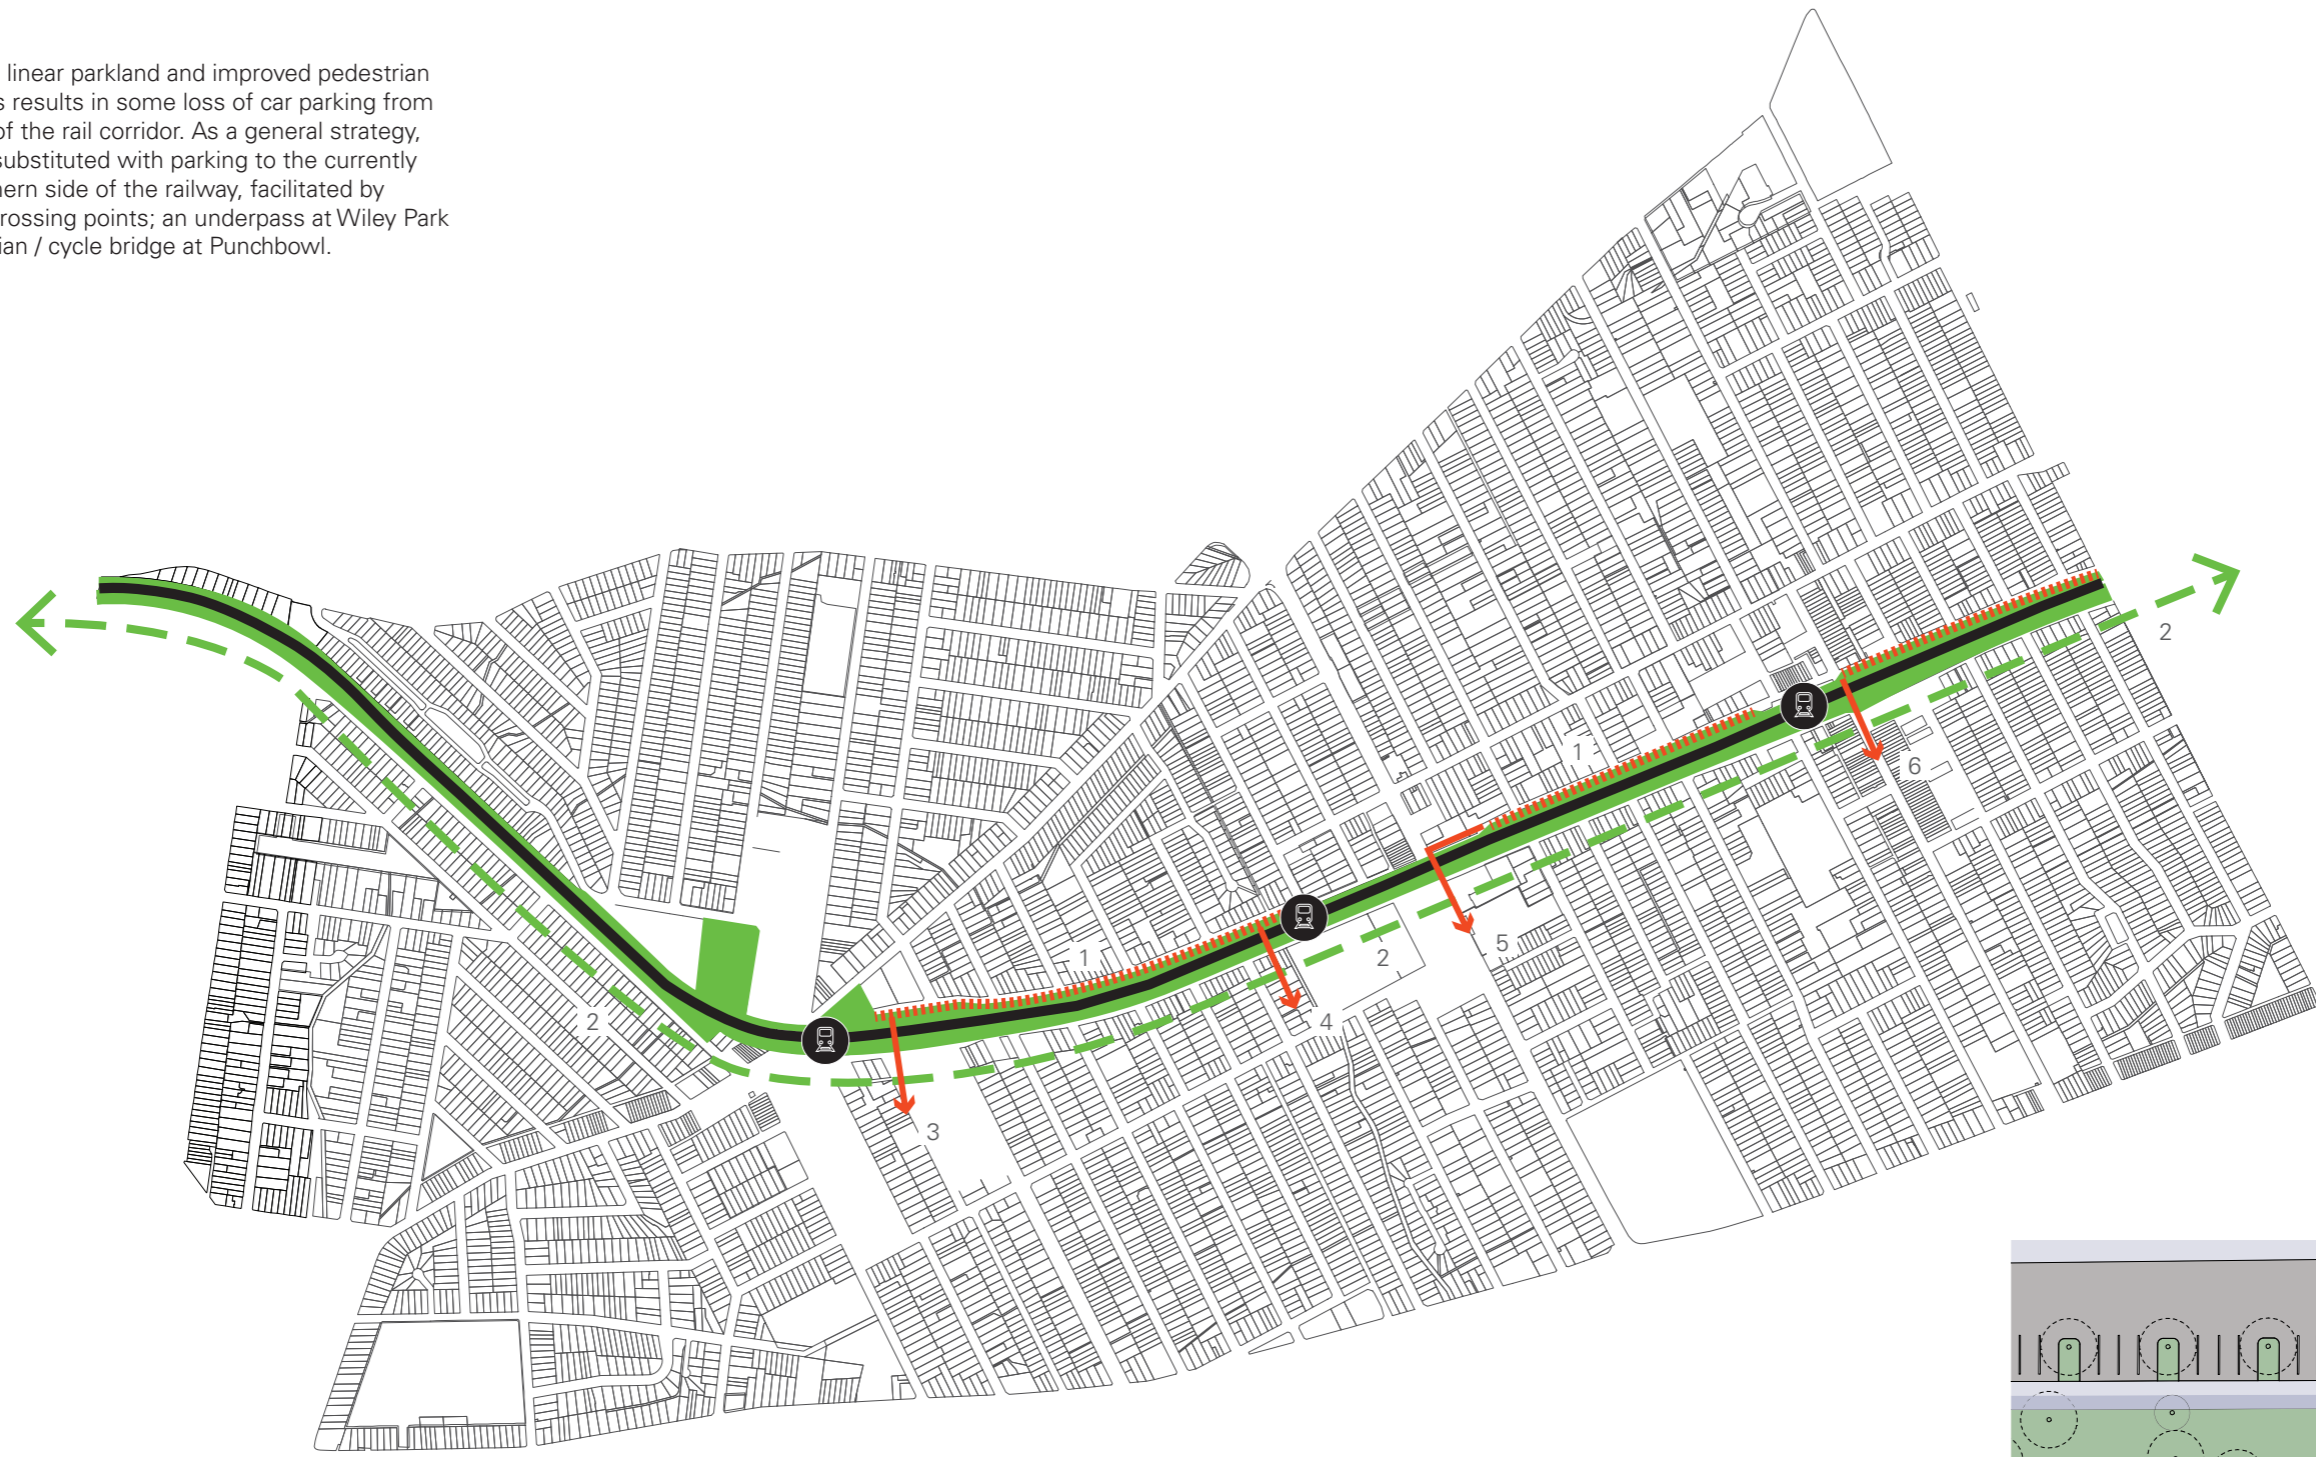 linear parkland and improved pedestrian
s results in some loss of car parking from
of the rail corridor. As a general strategy,
substituted with parking to the currently
hern side of the railway, facilitated by
rossing points; an underpass at Wiley Park
ian / cycle bridge at Punchbowl.
2
1
6
1
5
2
2
4
3